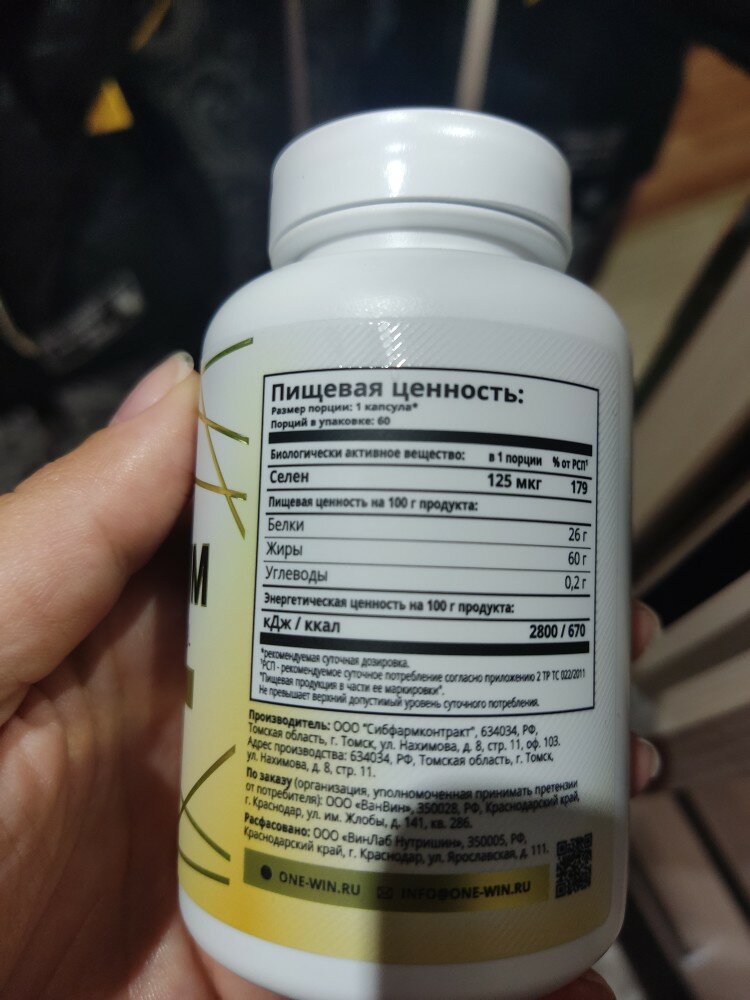 Пищевая ценность:
Размер порции: 1 капсула*
Порций в упаковке: 60
Биологически активное вещество: в 1 порции % от РСП¹
Селен 125 мкг 179
Пищевая ценность на 100 г продукта:
Белки 26 г
Жиры 60 г
Углеводы 0,2 г
Энергетическая ценность на 100 г продукта:
кДж / ккал 2800 / 670
*рекомендуемая суточная дозировка.
¹РСП - рекомендуемое суточное потребление согласно приложению 2 ТР ТС 022/2011
"Пищевая продукция в части ее маркировки".
Не превышает верхний допустимый уровень суточного потребления.
Производитель: ООО "Сибфармконтракт", 634034, РФ,
Томская область, г. Томск, ул. Нахимова, д. 8, стр. 11, оф. 103.
Адрес производства: 634034, РФ, Томская область, г. Томск,
ул. Нахимова, д. 8, стр. 11.
По заказу (организация, уполномоченная принимать претензии
от потребителя): ООО «ВанВин», 350028, РФ, Краснодарский край,
г. Краснодар, ул. им. Жлобы, д. 141, кв. 286.
Расфасовано: ООО «ВинЛаб Нутришин», 350005, РФ,
Краснодарский край, г. Краснодар, ул. Ярославская, д. 111.
ONE-WIN.RU INFO@ONE-WIN.RU